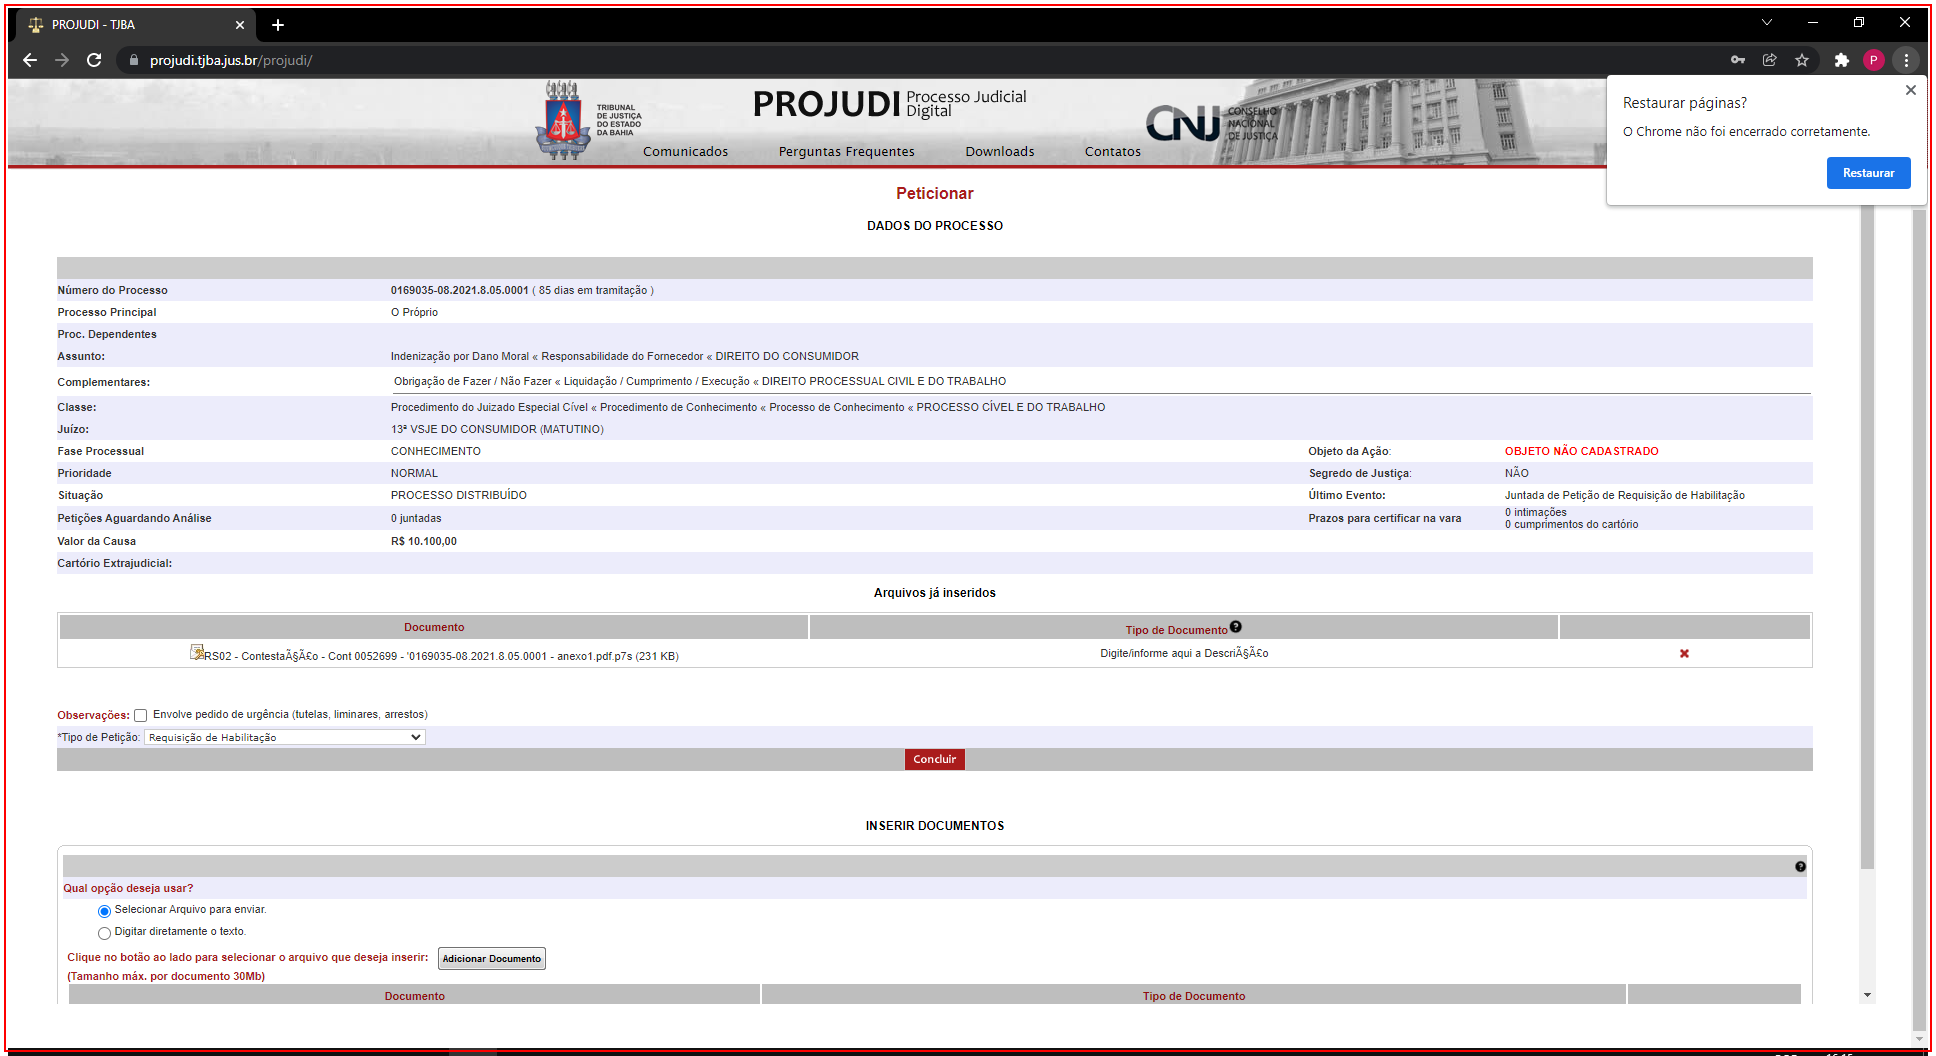 PROJUDI - TJBA
projudi.tjba.jus.br/projudi/
P
Restaurar páginas?
O Chrome não foi encerrado corretamente.
Restaurar
TRIBUNAL
DE JUSTIÇA
DO ESTADO
DA BAHIA
PROJUDI Processo Judicial
Digital
CNJ CONSELHO
NACIONAL
DE JUSTIÇA
Comunicados Perguntas Frequentes Downloads Contatos
Peticionar
DADOS DO PROCESSO
Número do Processo 0169035-08.2021.8.05.0001 ( 85 dias em tramitação )
Processo Principal O Próprio
Proc. Dependentes
Assunto: Indenização por Dano Moral « Responsabilidade do Fornecedor « DIREITO DO CONSUMIDOR
Complementares: Obrigação de Fazer / Não Fazer « Liquidação / Cumprimento / Execução « DIREITO PROCESSUAL CIVIL E DO TRABALHO
Classe: Procedimento do Juizado Especial Cível « Procedimento de Conhecimento « Processo de Conhecimento « PROCESSO CÍVEL E DO TRABALHO
Juízo: 13ª VSJE DO CONSUMIDOR (MATUTINO)
Fase Processual CONHECIMENTO Objeto da Ação: OBJETO NÃO CADASTRADO
Prioridade NORMAL Segredo de Justiça: NÃO
Situação PROCESSO DISTRIBUÍDO Último Evento: Juntada de Petição de Requisição de Habilitação
Petições Aguardando Análise 0 juntadas Prazos para certificar na vara 0 intimações
0 cumprimentos do cartório
Valor da Causa R$ 10.100,00
Cartório Extrajudicial:
Arquivos já inseridos
Documento Tipo de Documento
RS02 - ContestaÃ§Ã£o - Cont 0052699 - '0169035-08.2021.8.05.0001 - anexo1.pdf.p7s (231 KB) Digite/informe aqui a DescriÃ§Ã£o
Observações: Envolve pedido de urgência (tutelas, liminares, arrestos)
*Tipo de Petição: Requisição de Habilitação
Concluir
INSERIR DOCUMENTOS
Qual opção deseja usar?
Selecionar Arquivo para enviar.
Digitar diretamente o texto.
Clique no botão ao lado para selecionar o arquivo que deseja inserir: Adicionar Documento
(Tamanho máx. por documento 30Mb)
Documento Tipo de Documento